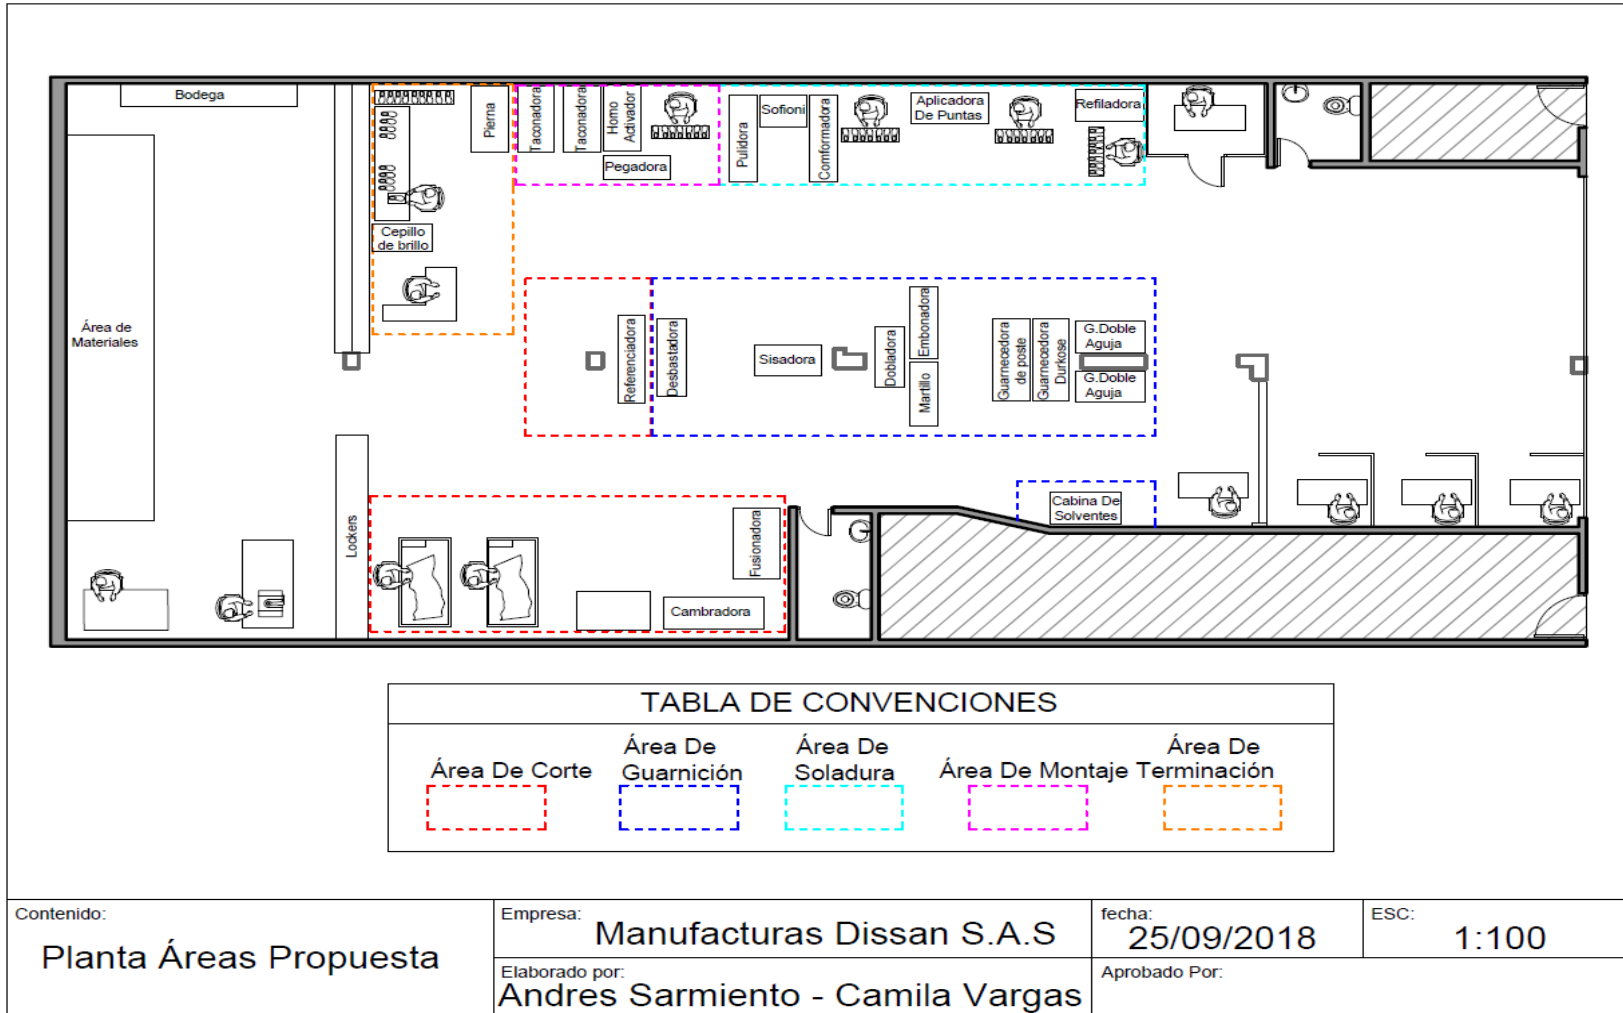 Bodega
Pierna
Taconadora
Taconadora
Homo
Activador
Pegadora
Pulidora
Sofioni
Comformadora
Aplicadora
De Puntas
Refiladora
Cepillo
de brillo
Área de
Materiales
Referenciadora
Desbastadora
Sisadora
Dobladora
Embonadora
Martillo
Guarnecedora
de poste
Guarnecedora
Durkose
G.Doble
Aguja
G.Doble
Aguja
Cabina De
Solventes
Lockers
Fusionadora
Cambradora
TABLA DE CONVENCIONES
Área De Corte
Área De
Guarnición
Área De
Soladura
Área De Montaje
Área De
Terminación
Contenido:
Planta Áreas Propuesta
Empresa:
Manufacturas Dissan S.A.S
fecha:
25/09/2018
ESC:
1:100
Elaborado por:
Andres Sarmiento - Camila Vargas
Aprobado Por: